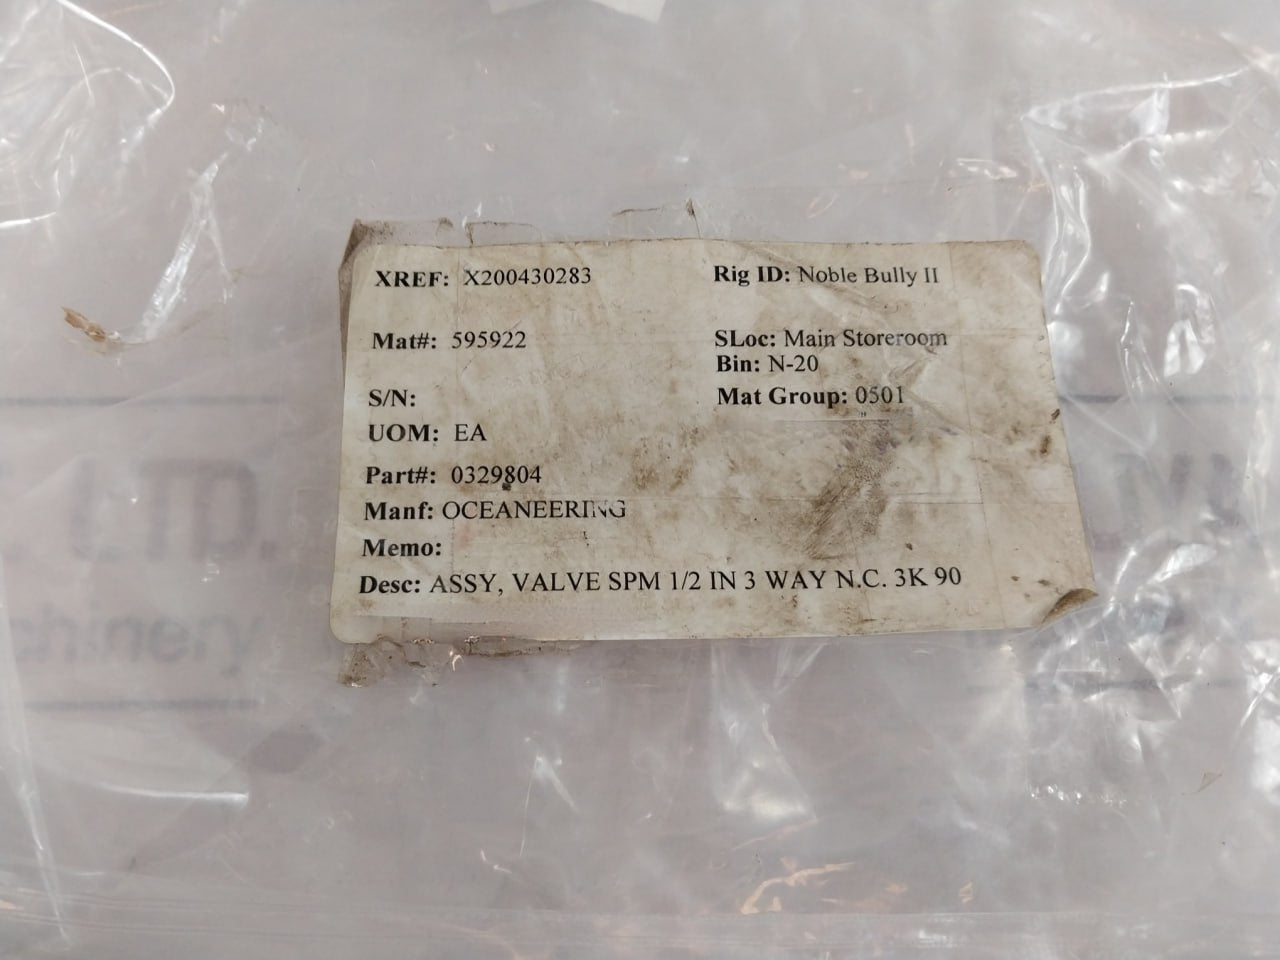 XREF: X200430283
Rig ID: Noble Bully II
Mat#: 595922
SLoc: Main Storeroom
Bin: N-20
S/N:
Mat Group: 0501
UOM: EA
Part#: 0329804
Manf: OCEANEERING
Memo:
Desc: ASSY, VALVE SPM 1/2 IN 3 WAY N.C. 3K 90